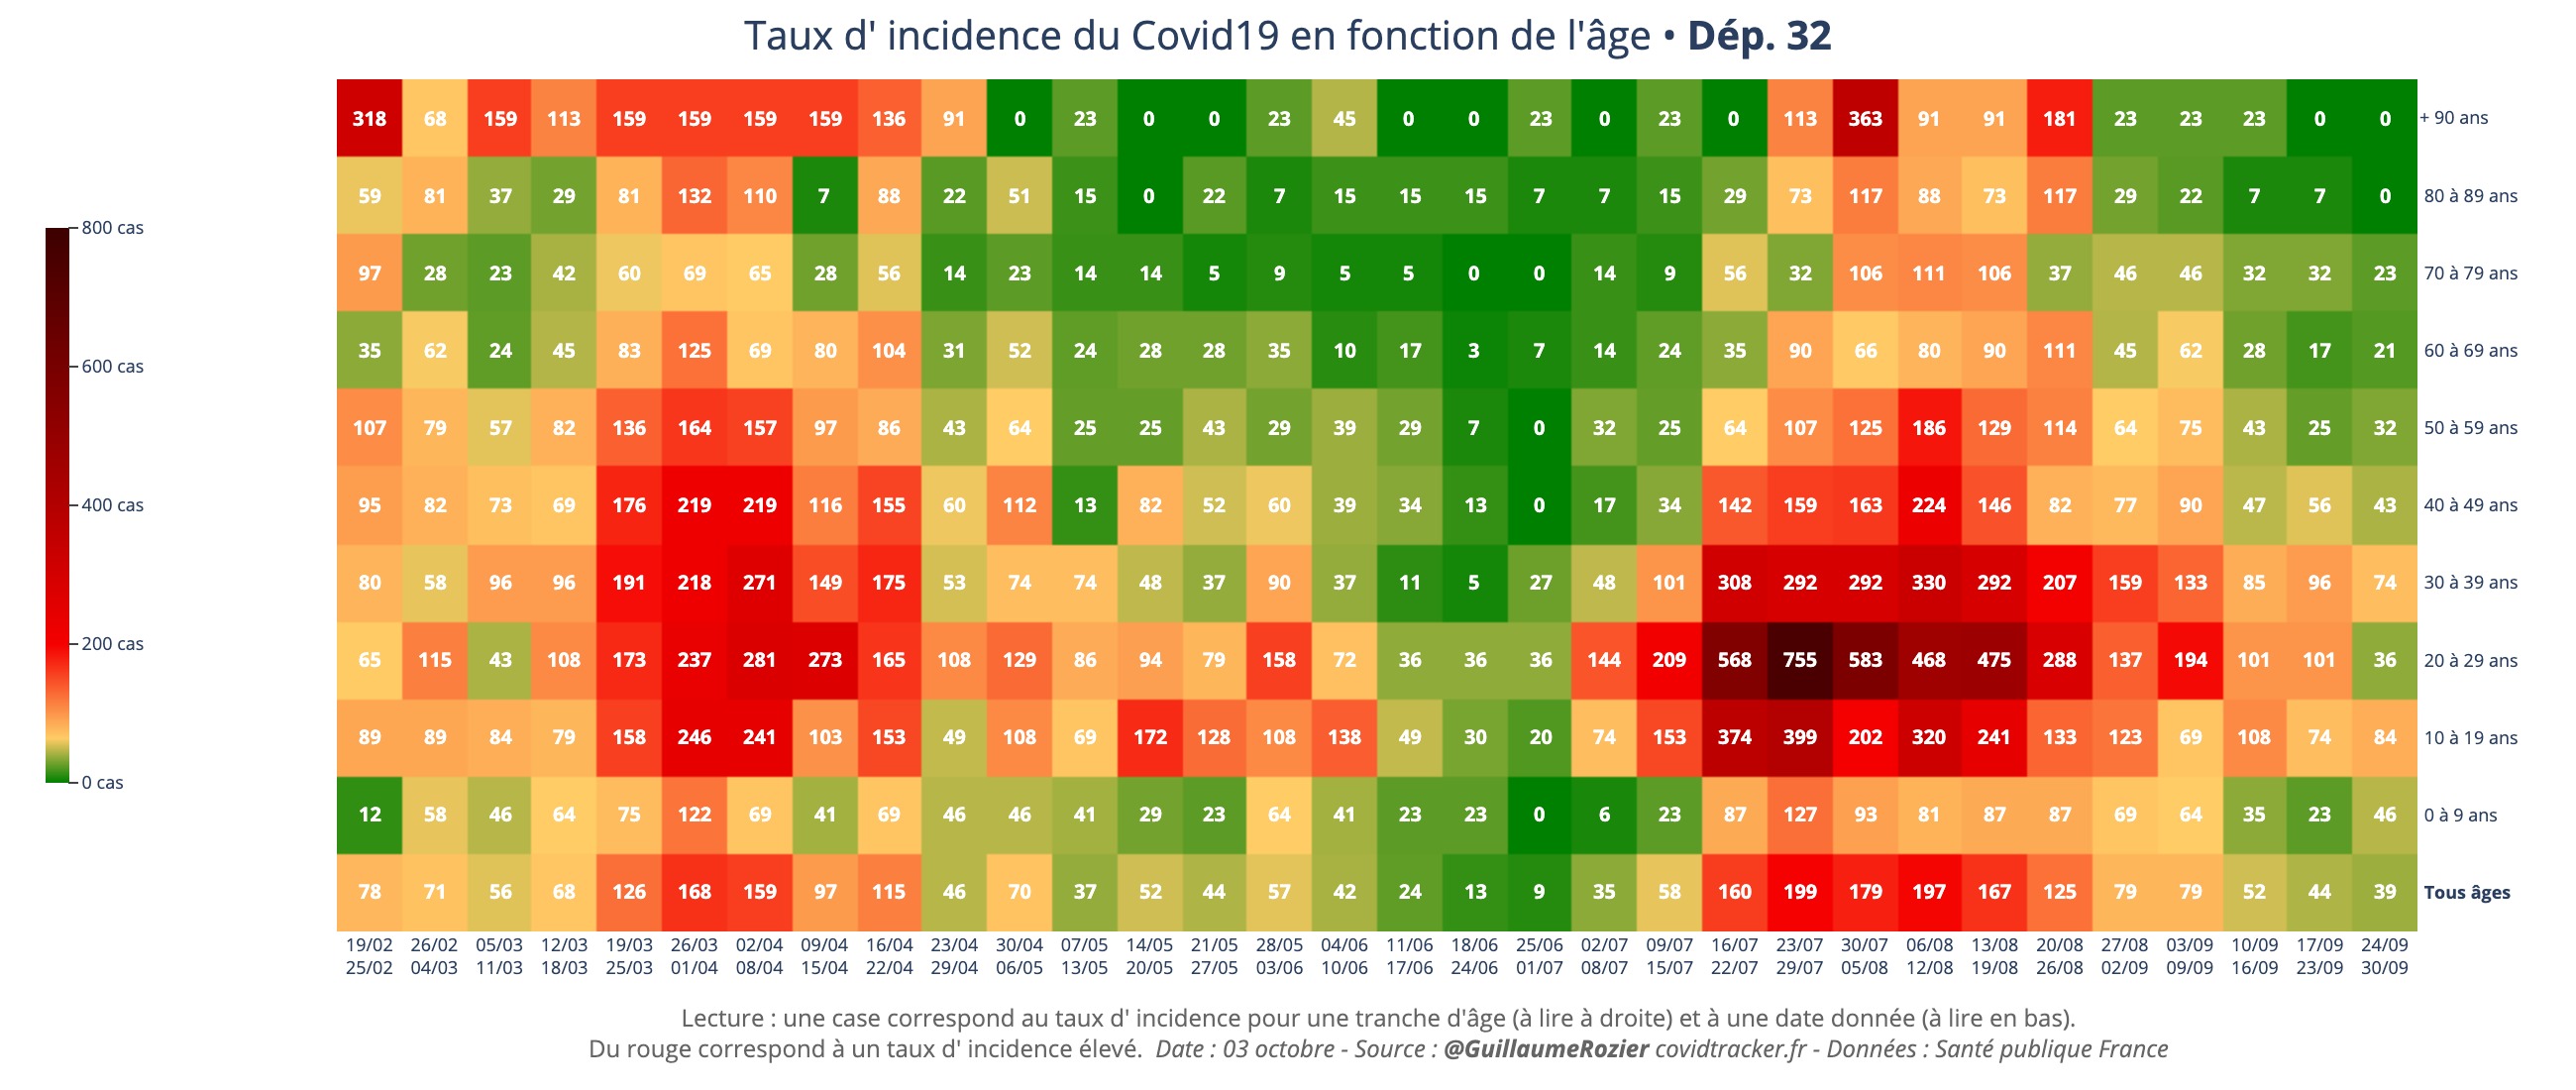 Taux d' incidence du Covid19 en fonction de l'âge • Dép. 32
800 cas
600 cas
400 cas
200 cas
0 cas
318 68 159 113 159 159 159 159 136 91 0 23 0 0 23 45 0 0 23 0 23 0 113 363 91 91 181 23 23 23 0 0 + 90 ans
59 81 37 29 81 132 110 7 88 22 51 15 0 22 7 15 15 15 7 7 15 29 73 117 88 73 117 29 22 7 7 0 80 à 89 ans
97 28 23 42 60 69 65 28 56 14 23 14 14 5 9 5 5 0 0 14 9 56 32 106 111 106 37 46 46 32 32 23 70 à 79 ans
35 62 24 45 83 125 69 80 104 31 52 24 28 28 35 10 17 3 7 14 24 35 90 66 80 90 111 45 62 28 17 21 60 à 69 ans
107 79 57 82 136 164 157 97 86 43 64 25 25 43 29 39 29 7 0 32 25 64 107 125 186 129 114 64 75 43 25 32 50 à 59 ans
95 82 73 69 176 219 219 116 155 60 112 13 82 52 60 39 34 13 0 17 34 142 159 163 224 146 82 77 90 47 56 43 40 à 49 ans
80 58 96 96 191 218 271 149 175 53 74 74 48 37 90 37 11 5 27 48 101 308 292 292 330 292 207 159 133 85 96 74 30 à 39 ans
65 115 43 108 173 237 281 273 165 108 129 86 94 79 158 72 36 36 36 144 209 568 755 583 468 475 288 137 194 101 101 36 20 à 29 ans
89 89 84 79 158 246 241 103 153 49 108 69 172 128 108 138 49 30 20 74 153 374 399 202 320 241 133 123 69 108 74 84 10 à 19 ans
12 58 46 64 75 122 69 41 69 46 46 41 29 23 64 41 23 23 0 6 23 87 127 93 81 87 87 69 64 35 23 46 0 à 9 ans
78 71 56 68 126 168 159 97 115 46 70 37 52 44 57 42 24 13 9 35 58 160 199 179 197 167 125 79 79 52 44 39 Tous âges
19/02 26/02 05/03 12/03 19/03 26/03 02/04 09/04 16/04 23/04 30/04 07/05 14/05 21/05 28/05 04/06 11/06 18/06 25/06 02/07 09/07 16/07 23/07 30/07 06/08 13/08 20/08 27/08 03/09 10/09 17/09 24/09
25/02 04/03 11/03 18/03 25/03 01/04 08/04 15/04 22/04 29/04 06/05 13/05 20/05 27/05 03/06 10/06 17/06 24/06 01/07 08/07 15/07 22/07 29/07 05/08 12/08 19/08 26/08 02/09 09/09 16/09 23/09 30/09
Lecture : une case correspond au taux d' incidence pour une tranche d'âge (à lire à droite) et à une date donnée (à lire en bas).
Du rouge correspond à un taux d' incidence élevé. Date : 03 octobre - Source : @GuillaumeRozier covidtracker.fr - Données : Santé publique France